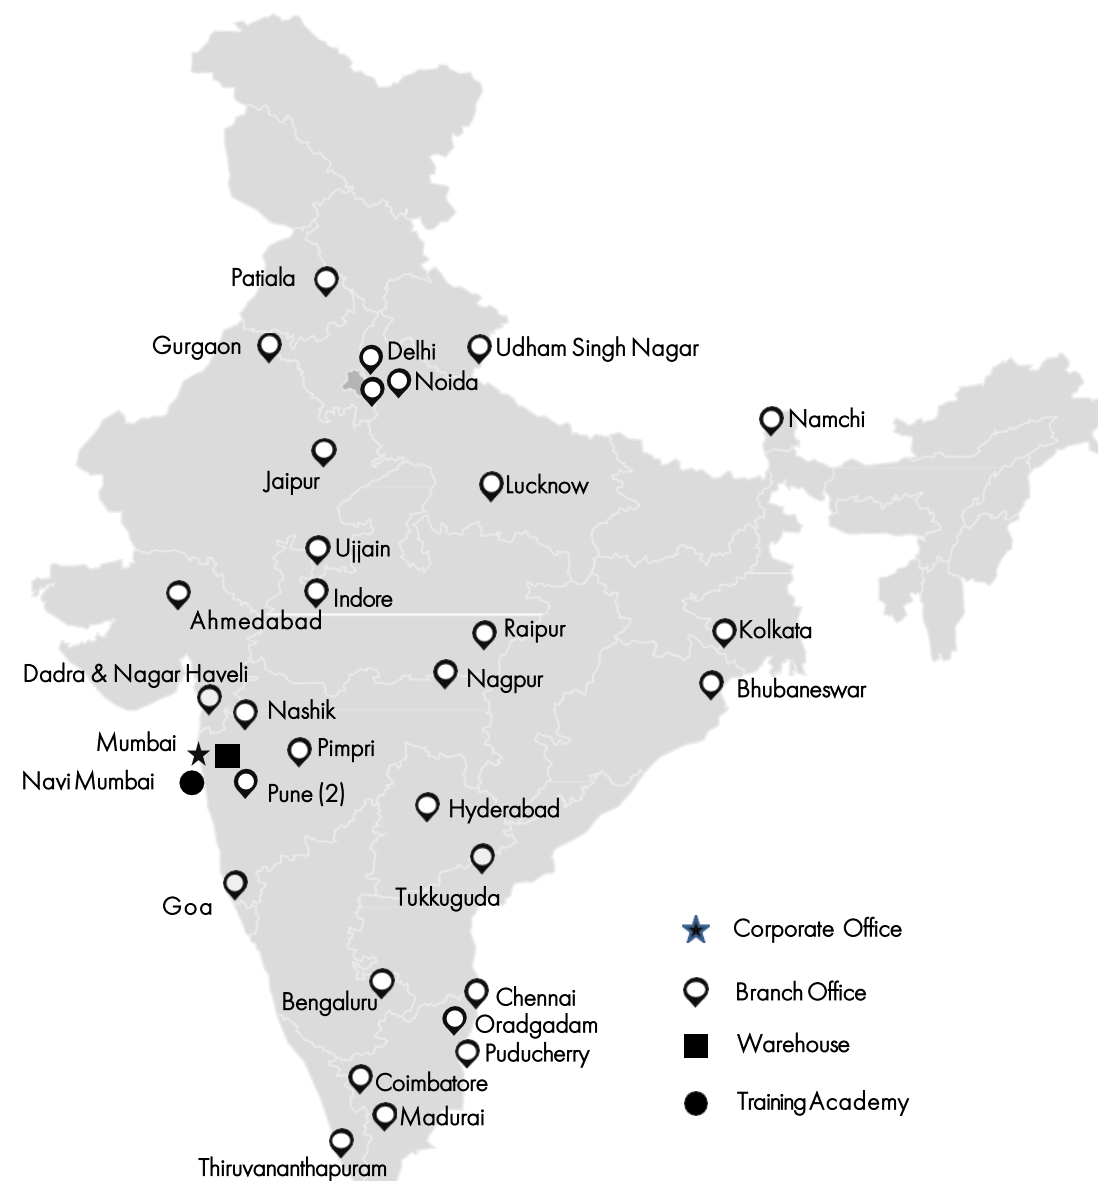 Patiala
Gurgaon
Delhi
Udham Singh Nagar
Noida
Namchi
Jaipur
Lucknow
Ujjain
Indore
Ahmedabad
Raipur
Kolkata
Dadra & Nagar Haveli
Nagpur
Bhubaneswar
Nashik
Mumbai
Pimpri
Navi Mumbai
Pune (2)
Hyderabad
Tukkuguda
Goa
Corporate Office
Branch Office
Bengaluru
Chennai
Oradgadam
Warehouse
Puducherry
Coimbatore
Training Academy
Madurai
Thiruvananthapuram